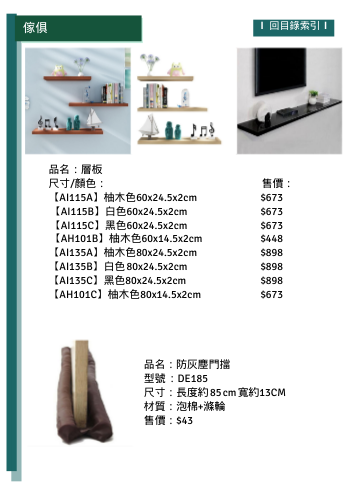 傢俱
回目錄索引
品名：層板
尺寸/顏色： 售價：
【AI115A】柚木色60x24.5x2cm $673
【AI115B】白色60x24.5x2cm $673
【AI115C】黑色60x24.5x2cm $673
【AH101B】柚木色60x14.5x2cm $448
【AI135A】柚木色80x24.5x2cm $898
【AI135B】白色80x24.5x2cm $898
【AI135C】黑色80x24.5x2cm $898
【AH101C】柚木色80x14.5x2cm $673
品名：防灰塵門擋
型號：DE185
尺寸：長度約85cm寬約13CM
材質：泡棉+滌輪
售價：$43